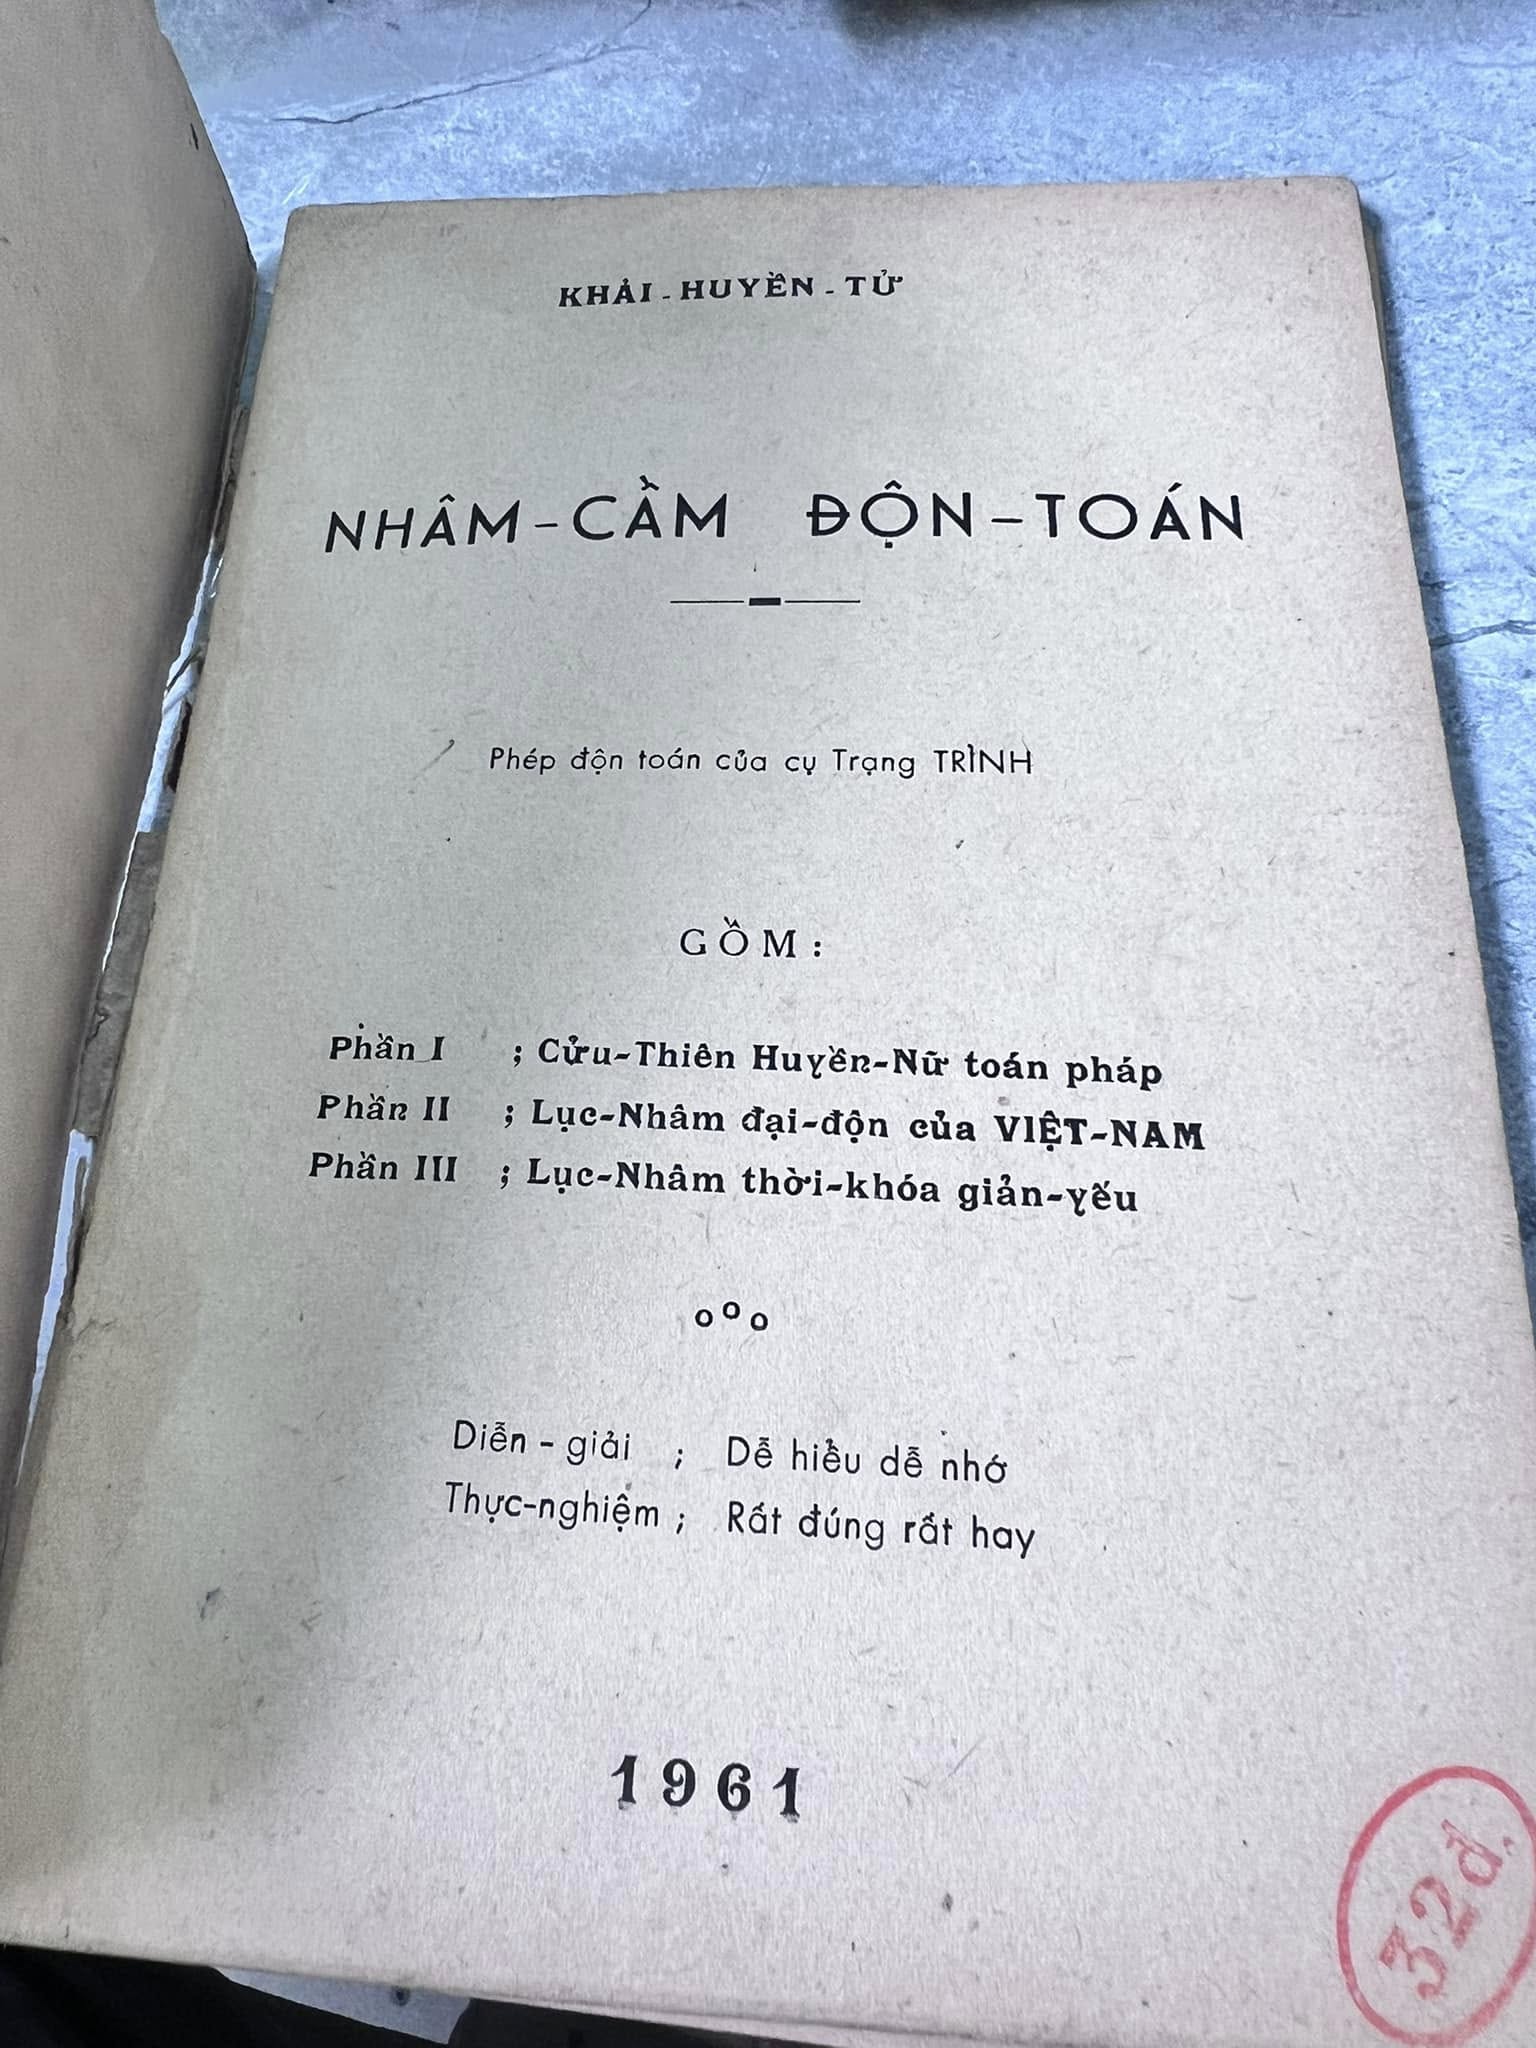 KHẢI-HUYỀN-TỬ
NHÂM-CẦM ĐỘN-TOÁN
Phép độn toán của cụ Trạng TRÌNH
GỒM:
Phần I ; Cửu-Thiên Huyền-Nữ toán pháp
Phần II ; Lục-Nhâm đại-độn của VIỆT-NAM
Phần III ; Lục-Nhâm thời-khóa giản-yếu
Diễn-giải ; Dễ hiểu dễ nhớ
Thực-nghiệm ; Rất đúng rất hay
1961
32đ.